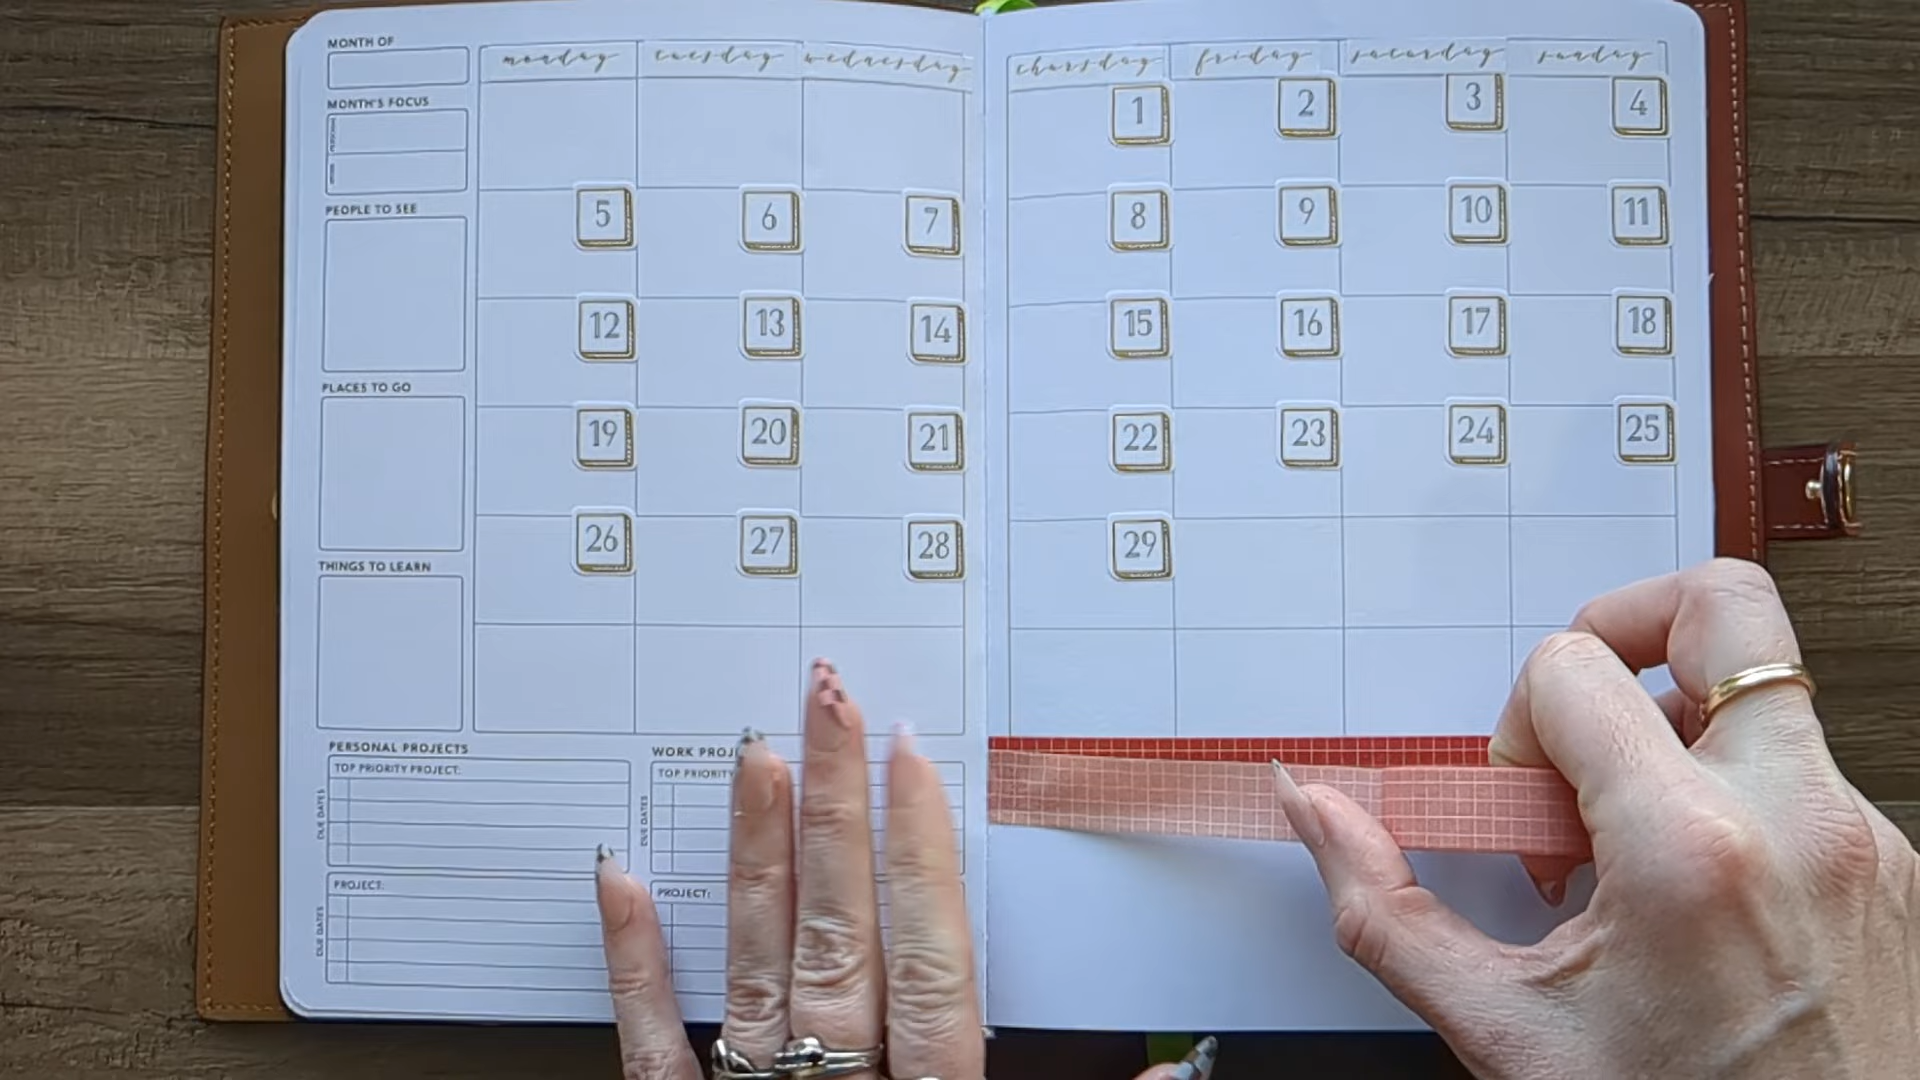 MONTH OF
MONTH'S FOCUS
PEOPLE TO SEE
PLACES TO GO
THINGS TO LEARN
monday tuesday wednesday thursday friday saturday sunday
1 2 3 4
5 6 7 8 9 10 11
12 13 14 15 16 17 18
19 20 21 22 23 24 25
26 27 28 29
PERSONAL PROJECTS
TOP PRIORITY PROJECT:
DUE DATES
PROJECT:
DUE DATES
WORK
TOP PRIORITY
DUE DATES
PROJECT: